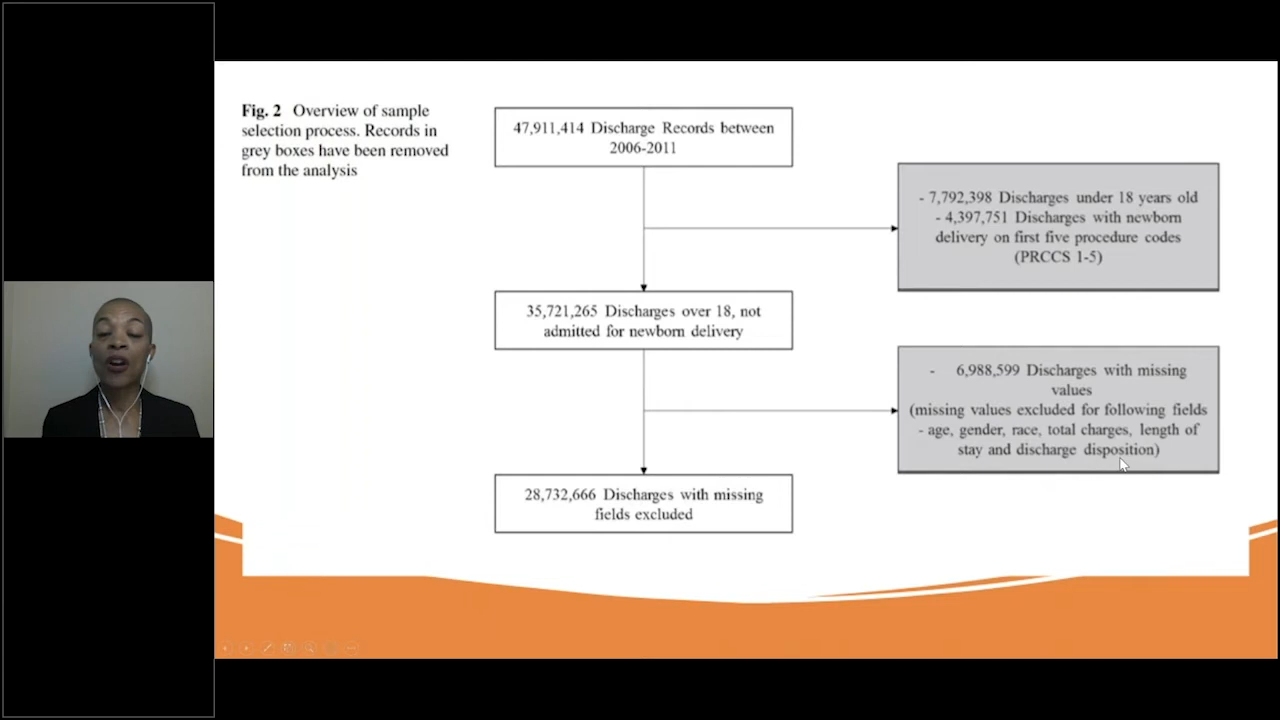 Fig. 2 Overview of sample
selection process. Records in
grey boxes have been removed
from the analysis
47,911,414 Discharge Records between
2006-2011
- 7,792,398 Discharges under 18 years old
- 4,397,751 Discharges with newborn
delivery on first five procedure codes
(PRCCS 1-5)
35,721,265 Discharges over 18, not
admitted for newborn delivery
- 6,988,599 Discharges with missing
values
(missing values excluded for following fields
- age, gender, race, total charges, length of
stay and discharge disposition)
28,732,666 Discharges with missing
fields excluded